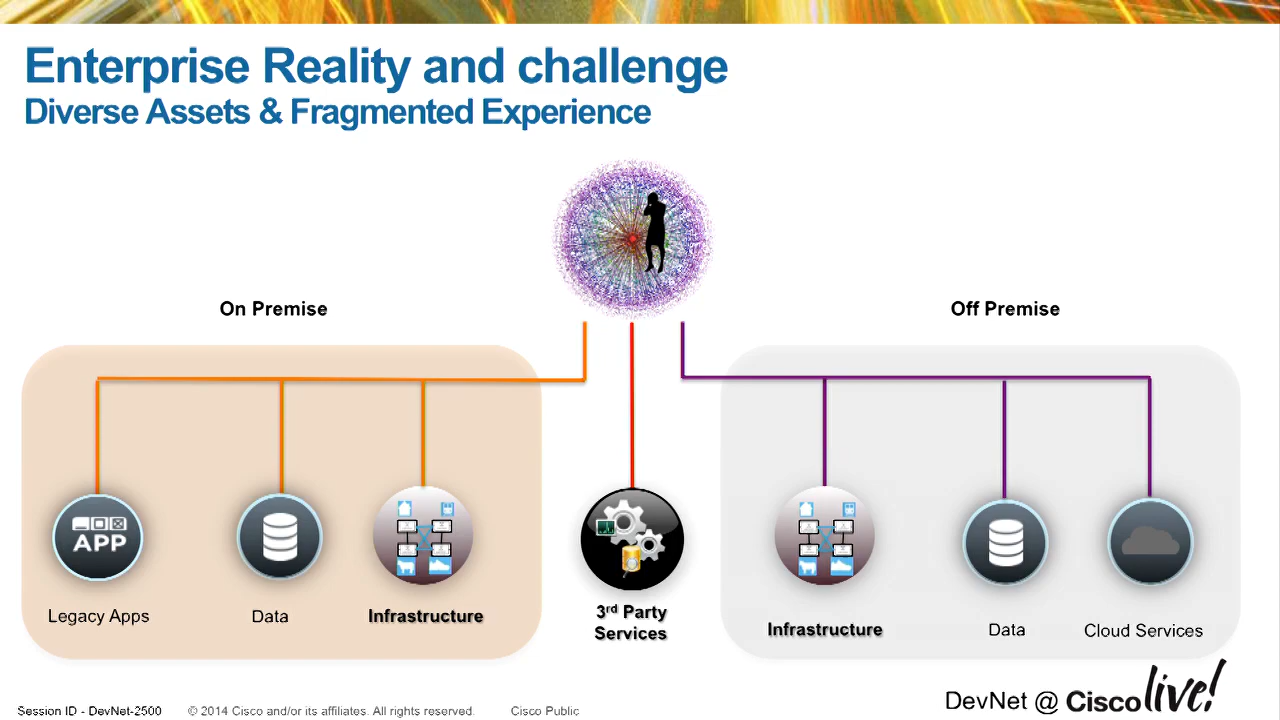 Enterprise Reality and challenge
Diverse Assets & Fragmented Experience
On Premise
Off Premise
APP
Legacy Apps
Data
Infrastructure
3rd Party
Services
Infrastructure
Data
Cloud Services
Session ID - DevNet-2500
© 2014 Cisco and/or its affiliates. All rights reserved.
Cisco Public
DevNet @ Cisco live!